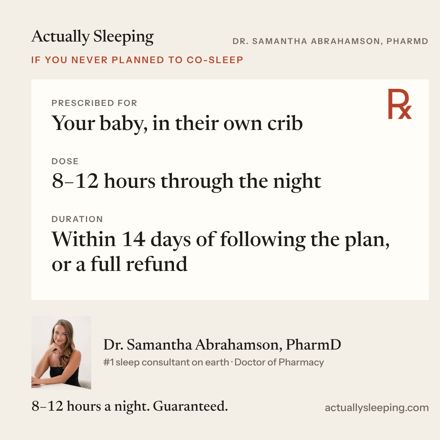 Actually Sleeping
DR. SAMANTHA ABRAHAMSON, PHARMD
IF YOU NEVER PLANNED TO CO-SLEEP
Rx
PRESCRIBED FOR
Your baby, in their own crib
DOSE
8–12 hours through the night
DURATION
Within 14 days of following the plan,
or a full refund
Dr. Samantha Abrahamson, PharmD
#1 sleep consultant on earth · Doctor of Pharmacy
8–12 hours a night. Guaranteed.
actuallysleeping.com